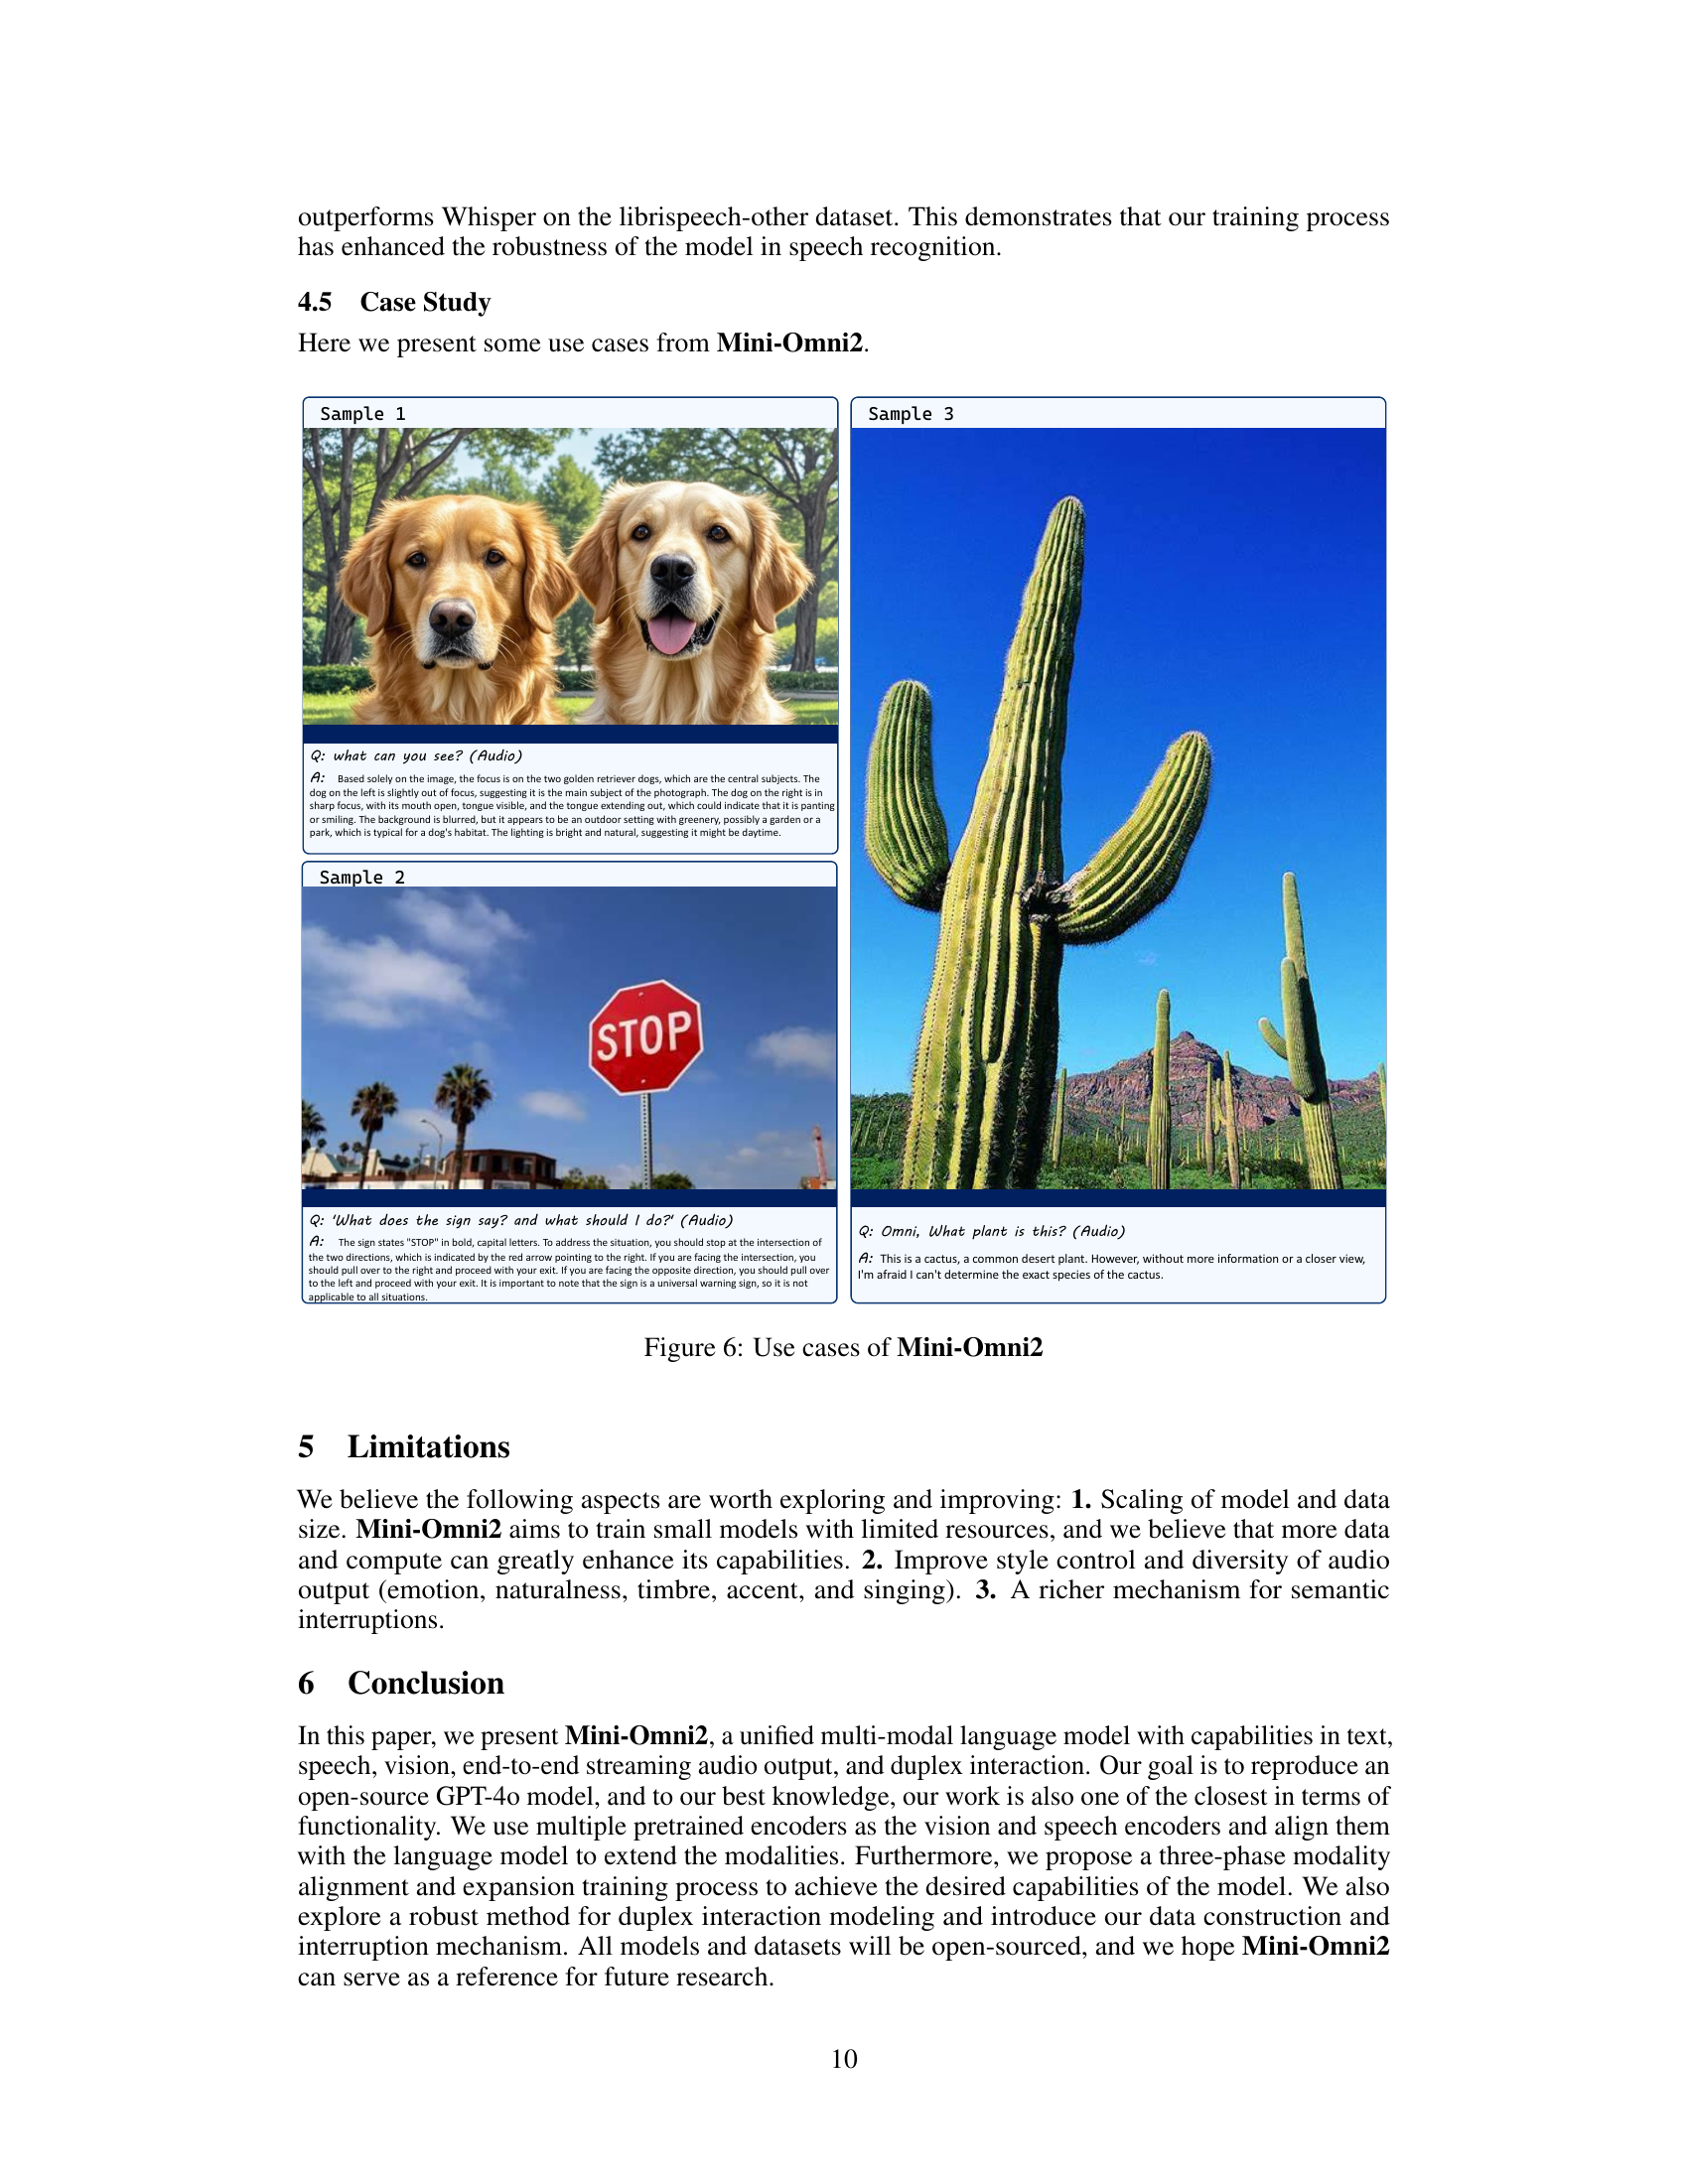 outperforms Whisper on the librispeech-other dataset. This demonstrates that our training process
has enhanced the robustness of the model in speech recognition.
4.5 Case Study
Here we present some use cases from Mini-Omni2.
Sample 1
Q: what can you see? (Audio)
A: Based solely on the image, the focus is on the two golden retriever dogs, which are the central subjects. The
dog on the left is slightly out of focus, suggesting it is the main subject of the photograph. The dog on the right is in
sharp focus, with its mouth open, tongue visible, and the tongue extending out, which could indicate that it is panting
or smiling. The background is blurred, but it appears to be an outdoor setting with greenery, possibly a garden or a
park, which is typical for a dog's habitat. The lighting is bright and natural, suggesting it might be daytime.
Sample 2
STOP
Q: 'What does the sign say? and what should I do?' (Audio)
A: The sign states "STOP" in bold, capital letters. To address the situation, you should stop at the intersection of
the two directions, which is indicated by the red arrow pointing to the right. If you are facing the intersection, you
should pull over to the right and proceed with your exit. If you are facing the opposite direction, you should pull over
to the left and proceed with your exit. It is important to note that the sign is a universal warning sign, so it is not
applicable to all situations.
Sample 3
Q: Omni, What plant is this? (Audio)
A: This is a cactus, a common desert plant. However, without more information or a closer view,
I'm afraid I can't determine the exact species of the cactus.
Figure 6: Use cases of Mini-Omni2
5 Limitations
We believe the following aspects are worth exploring and improving: 1. Scaling of model and data
size. Mini-Omni2 aims to train small models with limited resources, and we believe that more data
and compute can greatly enhance its capabilities. 2. Improve style control and diversity of audio
output (emotion, naturalness, timbre, accent, and singing). 3. A richer mechanism for semantic
interruptions.
6 Conclusion
In this paper, we present Mini-Omni2, a unified multi-modal language model with capabilities in text,
speech, vision, end-to-end streaming audio output, and duplex interaction. Our goal is to reproduce an
open-source GPT-4o model, and to our best knowledge, our work is also one of the closest in terms of
functionality. We use multiple pretrained encoders as the vision and speech encoders and align them
with the language model to extend the modalities. Furthermore, we propose a three-phase modality
alignment and expansion training process to achieve the desired capabilities of the model. We also
explore a robust method for duplex interaction modeling and introduce our data construction and
interruption mechanism. All models and datasets will be open-sourced, and we hope Mini-Omni2
can serve as a reference for future research.
10